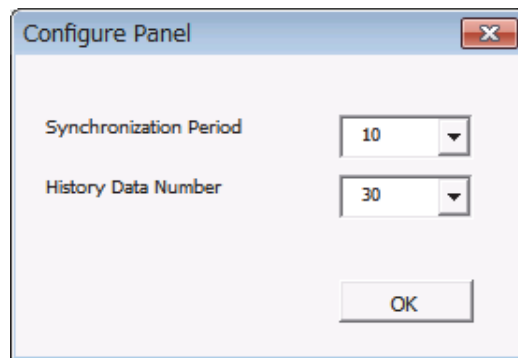 Configure Panel
Synchronization Period 10
History Data Number 30
OK